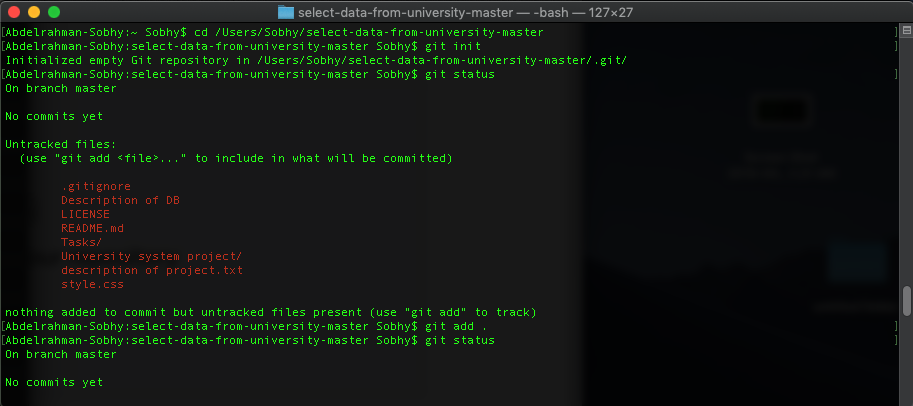 select-data-from-university-master — -bash — 127×27
[Abdelrahman-Sobhy:~ Sobhy$ cd /Users/Sobhy/select-data-from-university-master ]
[Abdelrahman-Sobhy:select-data-from-university-master Sobhy$ git init ]
Initialized empty Git repository in /Users/Sobhy/select-data-from-university-master/.git/
[Abdelrahman-Sobhy:select-data-from-university-master Sobhy$ git status ]
On branch master
No commits yet
Untracked files:
(use "git add <file>..." to include in what will be committed)
.gitignore
Description of DB
LICENSE
README.md
Tasks/
University system project/
description of project.txt
style.css
nothing added to commit but untracked files present (use "git add" to track)
[Abdelrahman-Sobhy:select-data-from-university-master Sobhy$ git add . ]
[Abdelrahman-Sobhy:select-data-from-university-master Sobhy$ git status ]
On branch master
No commits yet